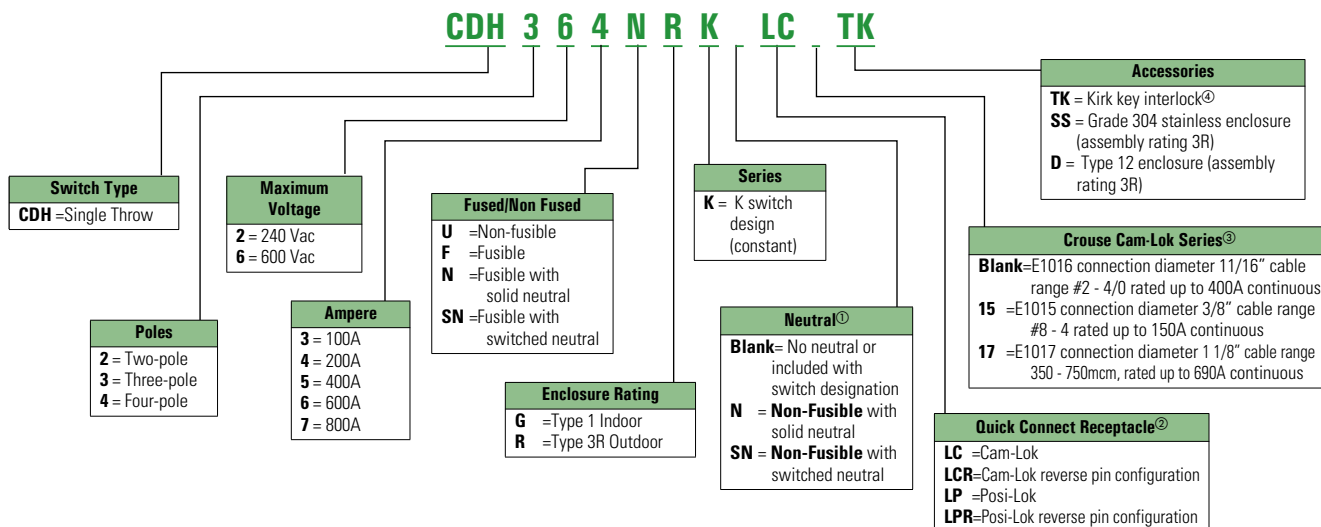 CDH 3 6 4 N R K LC TK
Accessories
TK = Kirk key interlock④
SS = Grade 304 stainless enclosure
(assembly rating 3R)
D = Type 12 enclosure (assembly
rating 3R)
Switch Type
CDH =Single Throw
Maximum
Voltage
2 = 240 Vac
6 = 600 Vac
Fused/Non Fused
U =Non-fusible
F =Fusible
N =Fusible with
solid neutral
SN =Fusible with
switched neutral
Series
K = K switch
design
(constant)
Crouse Cam-Lok Series③
Blank=E1016 connection diameter 11/16” cable
range #2 - 4/0 rated up to 400A continuous
15 =E1015 connection diameter 3/8” cable range
#8 - 4 rated up to 150A continuous
17 =E1017 connection diameter 1 1/8” cable range
350 - 750mcm, rated up to 690A continuous
Poles
2 = Two-pole
3 = Three-pole
4 = Four-pole
Ampere
3 = 100A
4 = 200A
5 = 400A
6 = 600A
7 = 800A
Enclosure Rating
G =Type 1 Indoor
R =Type 3R Outdoor
Neutral①
Blank= No neutral or
included with
switch designation
N = Non-Fusible with
solid neutral
SN = Non-Fusible with
switched neutral
Quick Connect Receptacle②
LC =Cam-Lok
LCR=Cam-Lok reverse pin configuration
LP =Posi-Lok
LPR=Posi-Lok reverse pin configuration